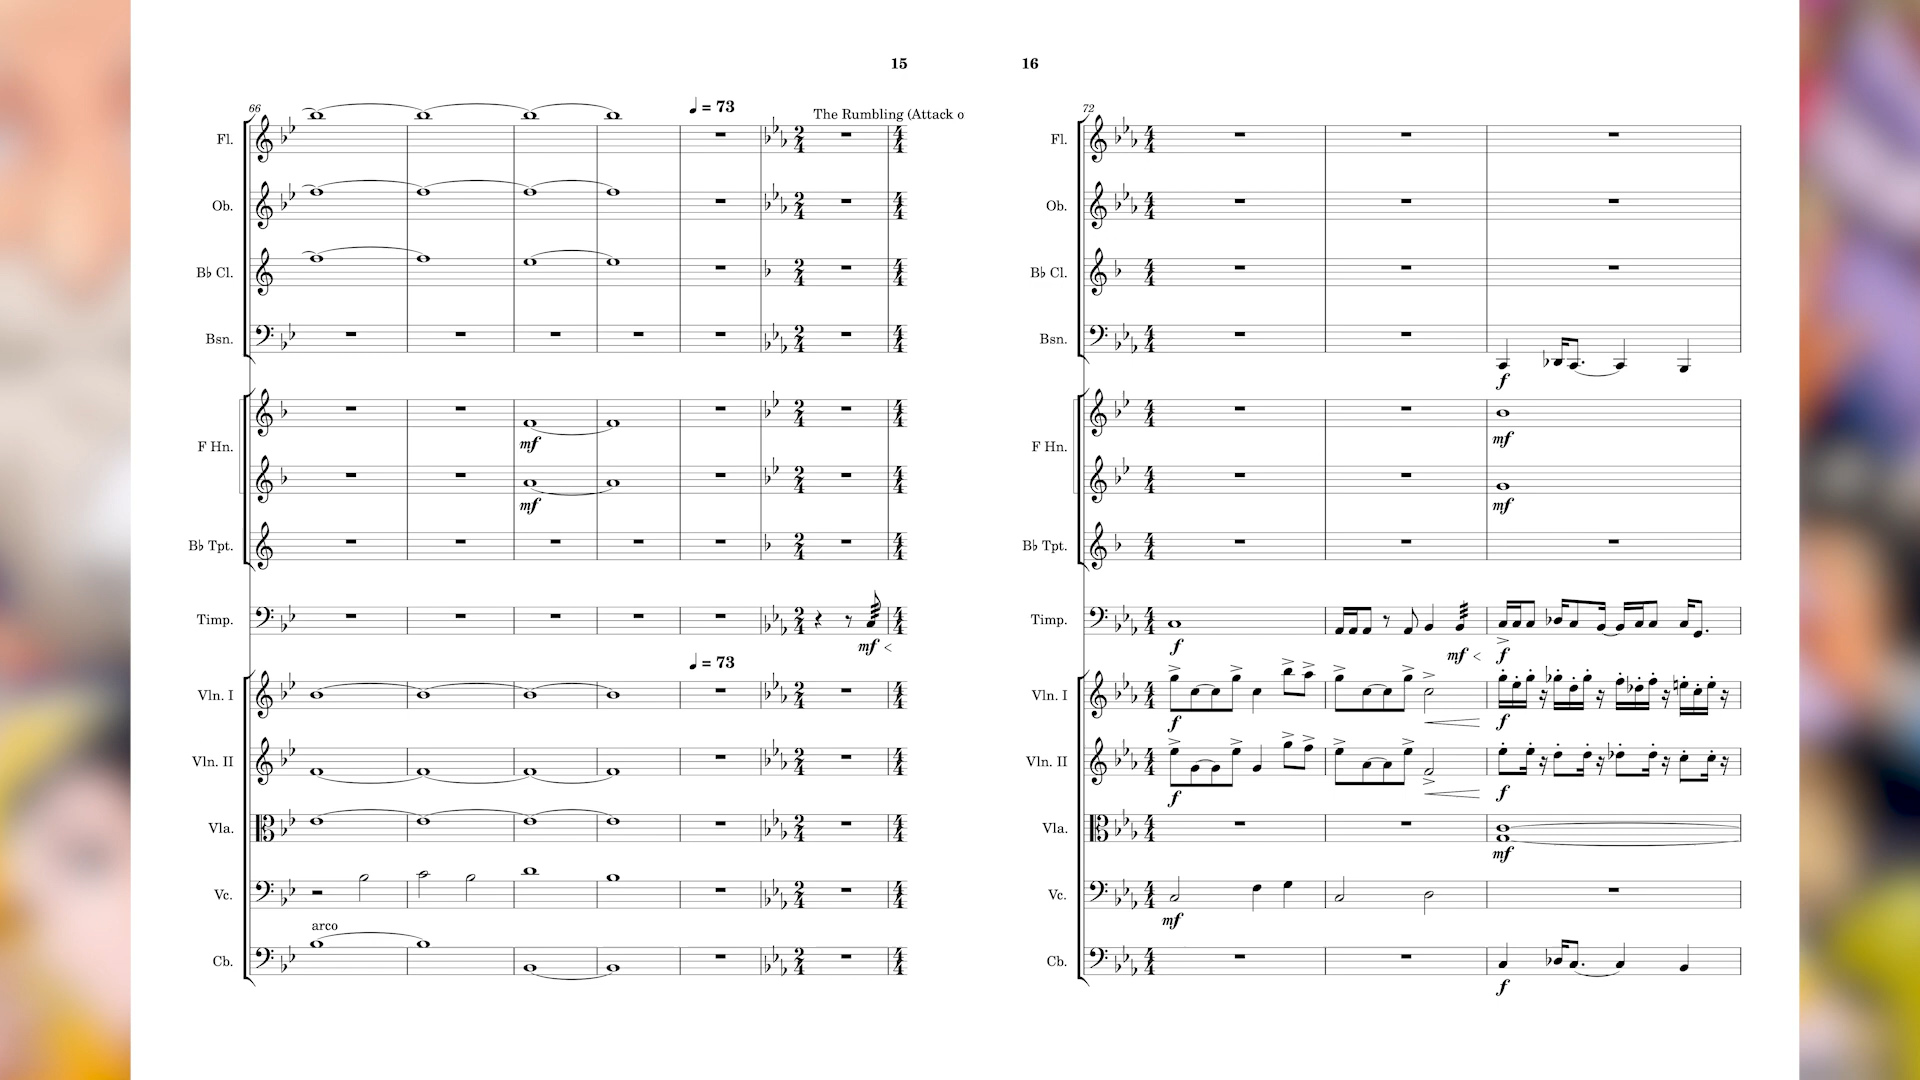 15
66
♩ = 73
The Rumbling (Attack o
Fl.
Ob.
B♭ Cl.
Bsn.
F Hn.
mf
mf
B♭ Tpt.
Timp.
mf
♩ = 73
Vln. I
Vln. II
Vla.
Vc.
arco
Cb.
16
72
Fl.
Ob.
B♭ Cl.
Bsn.
f
F Hn.
mf
mf
B♭ Tpt.
Timp.
f mf f
Vln. I
f f
Vln. II
f f
Vla.
mf
Vc.
mf
Cb.
f